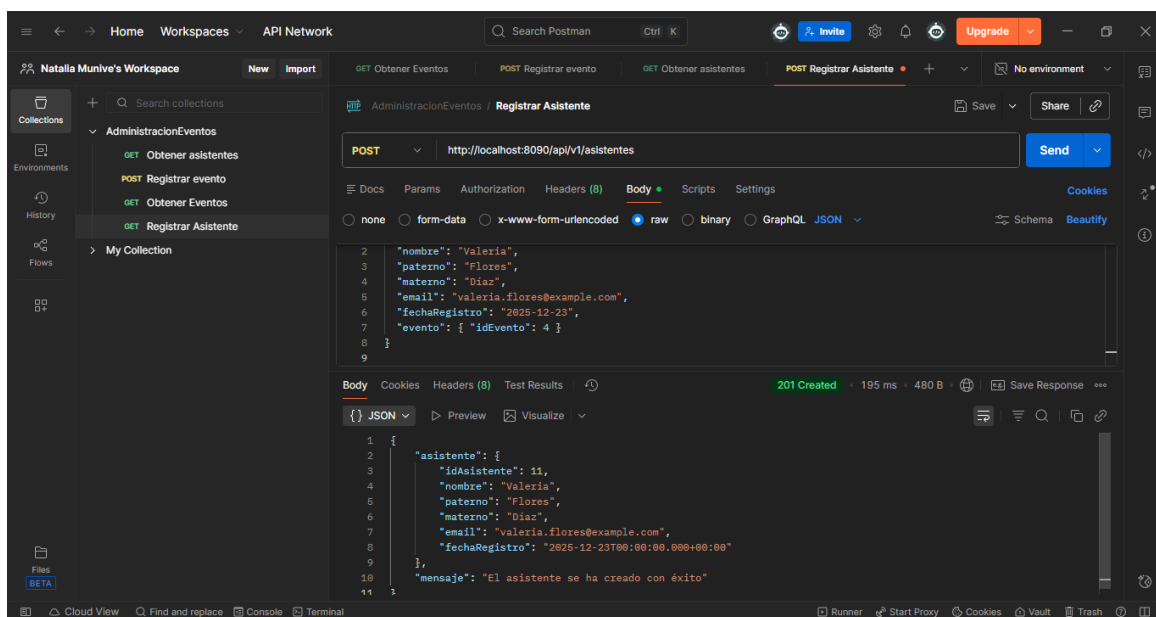 Home Workspaces API Network Search Postman Ctrl K Invite Upgrade
Natalia Munive's Workspace New Import GET Obtener Eventos POST Registrar evento GET Obtener asistentes POST Registrar Asistente No environment
Collections
Environments
History
Flows
Files
BETA
Search collections
AdministracionEventos
GET Obtener asistentes
POST Registrar evento
GET Obtener Eventos
GET Registrar Asistente
My Collection
HTTP AdministracionEventos / Registrar Asistente Save Share
POST http://localhost:8090/api/v1/asistentes Send
Docs Params Authorization Headers (8) Body Scripts Settings Cookies
none form-data x-www-form-urlencoded raw binary GraphQL JSON Schema Beautify
2 "nombre": "Valeria",
3 "paterno": "Flores",
4 "materno": "Díaz",
5 "email": "valeria.flores@example.com",
6 "fechaRegistro": "2025-12-23",
7 "evento": { "idEvento": 4 }
8 }
9
Body Cookies Headers (8) Test Results 201 Created 195 ms 480 B Save Response
{} JSON Preview Visualize
1 {
2 "asistente": {
3 "idAsistente": 11,
4 "nombre": "Valeria",
5 "paterno": "Flores",
6 "materno": "Díaz",
7 "email": "valeria.flores@example.com",
8 "fechaRegistro": "2025-12-23T00:00:00.000+00:00"
9 },
10 "mensaje": "El asistente se ha creado con éxito"
11 }
Cloud View Find and replace Console Terminal Runner Start Proxy Cookies Vault Trash